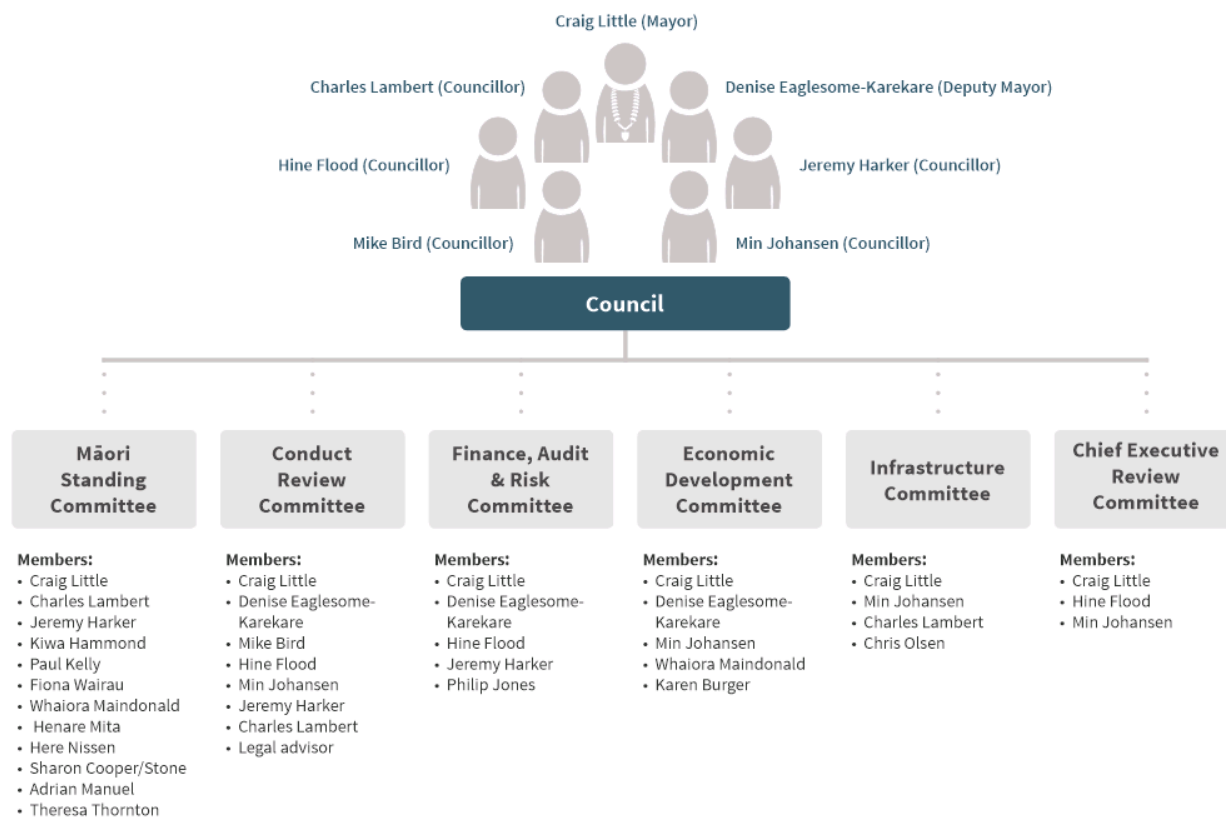 Craig Little (Mayor)
Charles Lambert (Councillor)
Denise Eaglesome-Karekare (Deputy Mayor)
Hine Flood (Councillor)
Jeremy Harker (Councillor)
Mike Bird (Councillor)
Min Johansen (Councillor)
Council
Māori
Standing
Committee
Members:
• Craig Little
• Charles Lambert
• Jeremy Harker
• Kiwa Hammond
• Paul Kelly
• Fiona Wairau
• Whaiora Maindonald
• Henare Mita
• Here Nissen
• Sharon Cooper/Stone
• Adrian Manuel
• Theresa Thornton
Conduct
Review
Committee
Members:
• Craig Little
• Denise Eaglesome-
Karekare
• Mike Bird
• Hine Flood
• Min Johansen
• Jeremy Harker
• Charles Lambert
• Legal advisor
Finance, Audit
& Risk
Committee
Members:
• Craig Little
• Denise Eaglesome-
Karekare
• Hine Flood
• Jeremy Harker
• Philip Jones
Economic
Development
Committee
Members:
• Craig Little
• Denise Eaglesome-
Karekare
• Min Johansen
• Whaiora Maindonald
• Karen Burger
Infrastructure
Committee
Members:
• Craig Little
• Min Johansen
• Charles Lambert
• Chris Olsen
Chief Executive
Review
Committee
Members:
• Craig Little
• Hine Flood
• Min Johansen